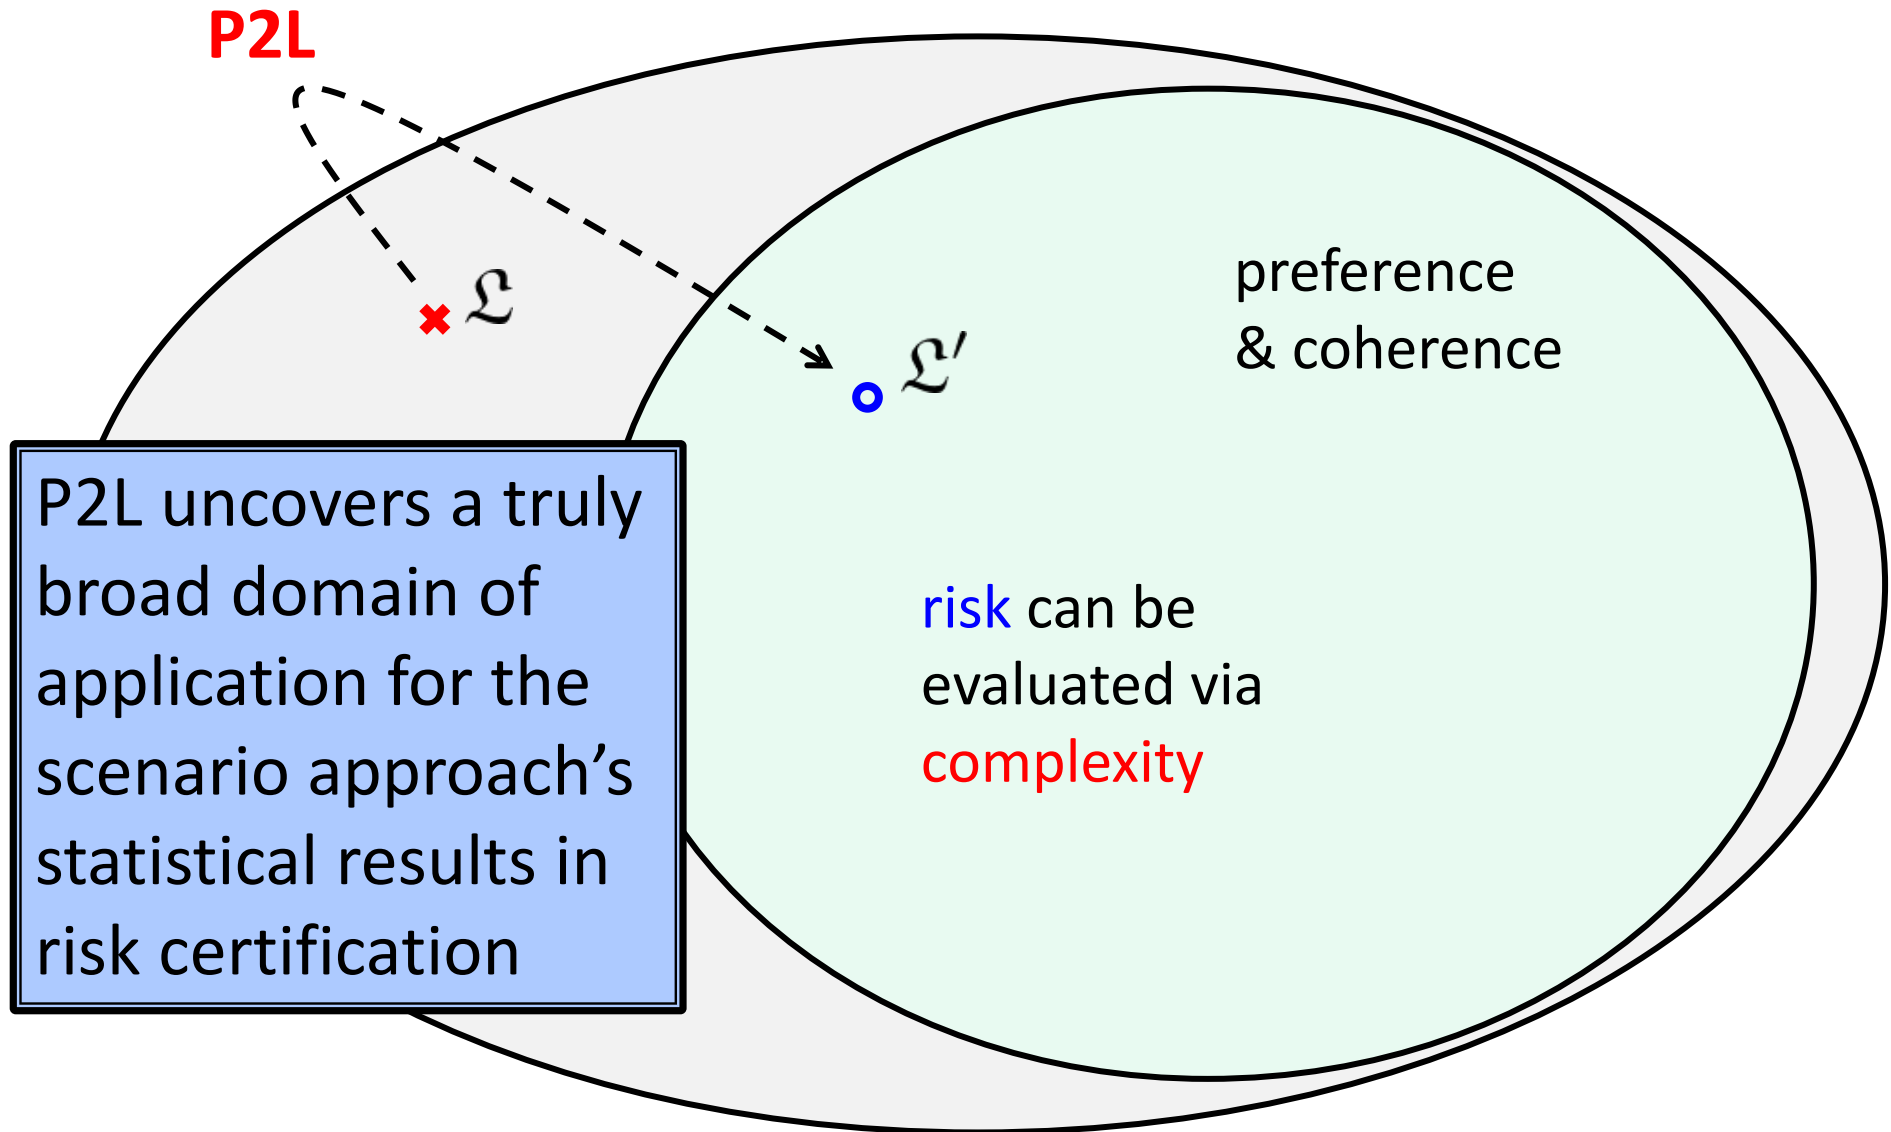 P2L
𝔏
𝔏′
preference
& coherence
P2L uncovers a truly
broad domain of
application for the
scenario approach’s
statistical results in
risk certification
risk can be
evaluated via
complexity